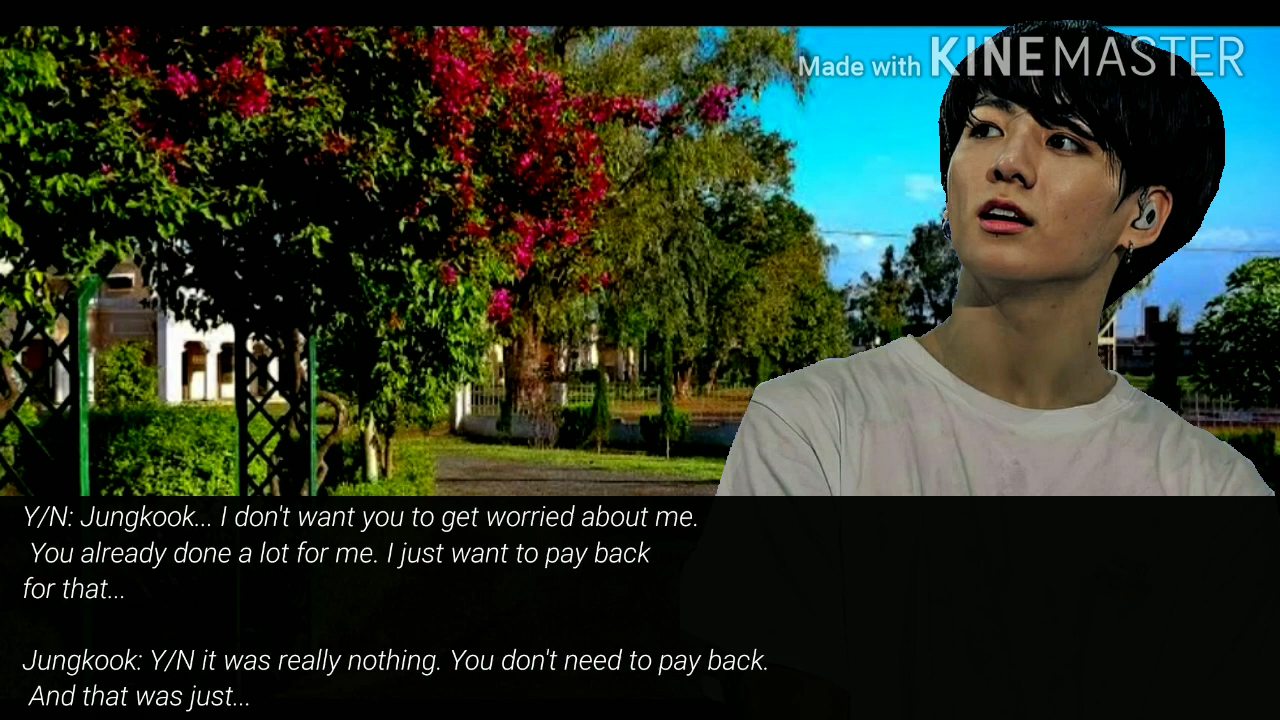 Made with KINEMASTER
Y/N: Jungkook... I don't want you to get worried about me.
You already done a lot for me. I just want to pay back
for that...
Jungkook: Y/N it was really nothing. You don't need to pay back.
And that was just...